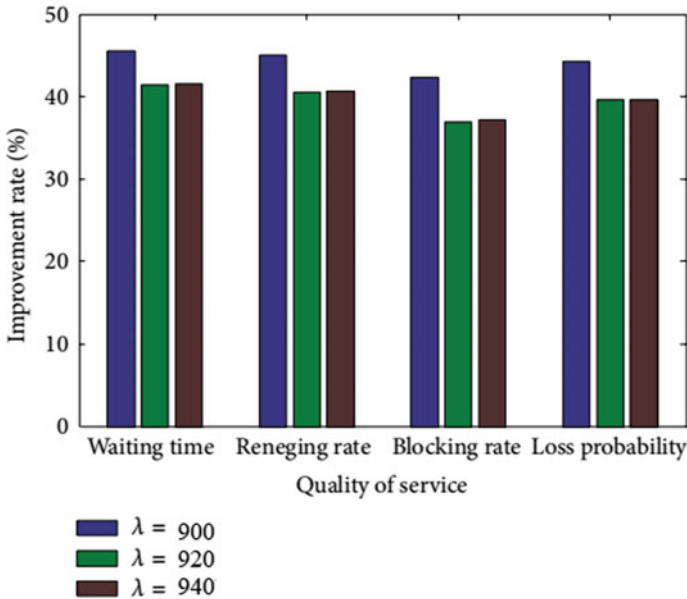 50
40
30
20
10
0
Improvement rate (%)
Waiting time Reneging rate Blocking rate Loss probability
Quality of service
λ = 900
λ = 920
λ = 940